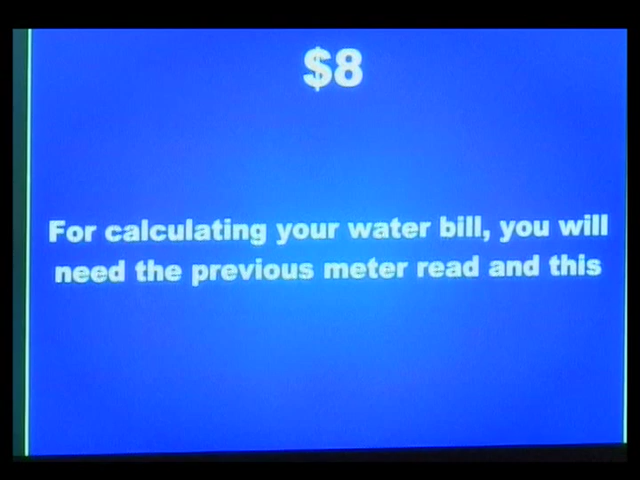 $8
For calculating your water bill, you will
need the previous meter read and this